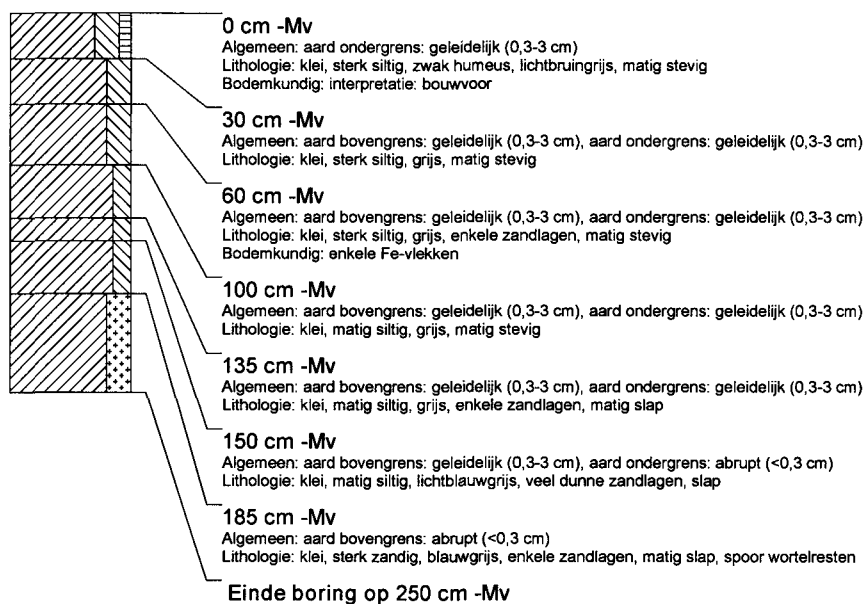 0 cm -Mv
Algemeen: aard ondergrens: geleidelijk (0,3-3 cm)
Lithologie: klei, sterk siltig, zwak humeus, lichtbruingrijs, matig stevig
Bodemkundig: interpretatie: bouwvoor
30 cm -Mv
Algemeen: aard bovengrens: geleidelijk (0,3-3 cm), aard ondergrens: geleidelijk (0,3-3 cm)
Lithologie: klei, sterk siltig, grijs, matig stevig
60 cm -Mv
Algemeen: aard bovengrens: geleidelijk (0,3-3 cm), aard ondergrens: geleidelijk (0,3-3 cm)
Lithologie: klei, sterk siltig, grijs, enkele zandlagen, matig stevig
Bodemkundig: enkele Fe-vlekken
100 cm -Mv
Algemeen: aard bovengrens: geleidelijk (0,3-3 cm), aard ondergrens: geleidelijk (0,3-3 cm)
Lithologie: klei, matig siltig, grijs, matig stevig
135 cm -Mv
Algemeen: aard bovengrens: geleidelijk (0,3-3 cm), aard ondergrens: geleidelijk (0,3-3 cm)
Lithologie: klei, matig siltig, grijs, enkele zandlagen, matig slap
150 cm -Mv
Algemeen: aard bovengrens: geleidelijk (0,3-3 cm), aard ondergrens: abrupt (<0,3 cm)
Lithologie: klei, matig siltig, lichtblauwgrijs, veel dunne zandlagen, slap
185 cm -Mv
Algemeen: aard bovengrens: abrupt (<0,3 cm)
Lithologie: klei, sterk zandig, blauwgrijs, enkele zandlagen, matig slap, spoor wortelresten
Einde boring op 250 cm -Mv